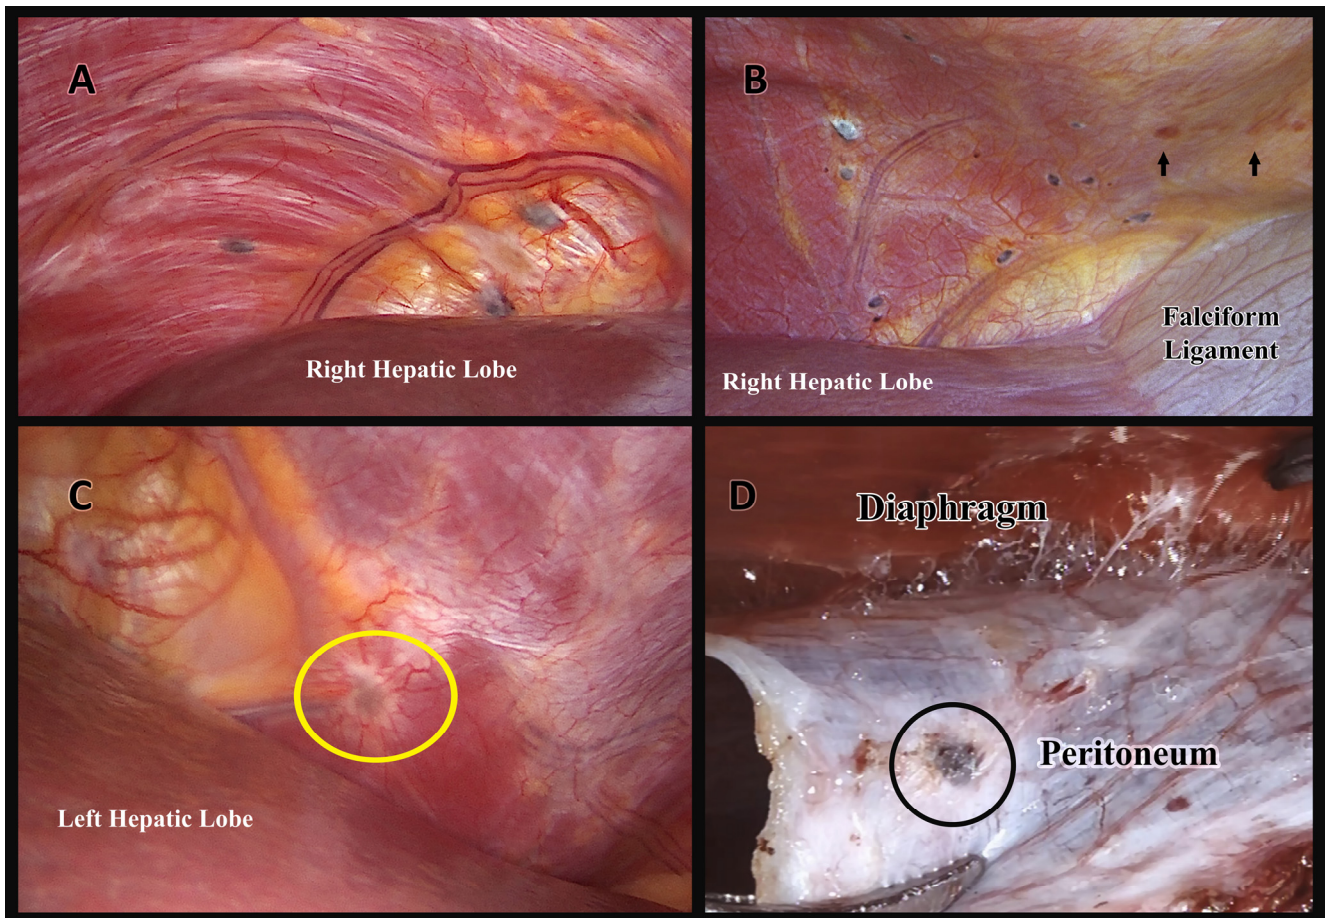 A
Right Hepatic Lobe
B
Falciform
Ligament
Right Hepatic Lobe
C
Left Hepatic Lobe
D
Diaphragm
Peritoneum